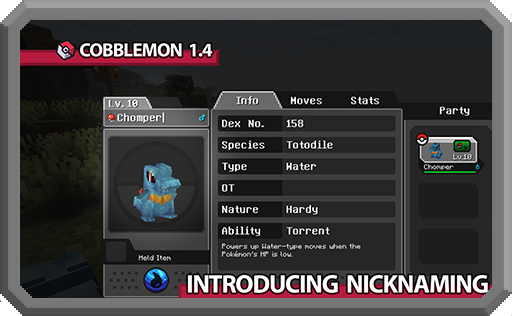 COBBLEMON 1.4
Lv.10
Chomper
Info Moves Stats
Party
Dex No. 158
Species Totodile
Type Water
OT
Nature Hardy
Ability Torrent
Powers up Water-type moves when the
Pokémon's HP is low.
Held Item
Lv.10
Chomper
INTRODUCING NICKNAMING